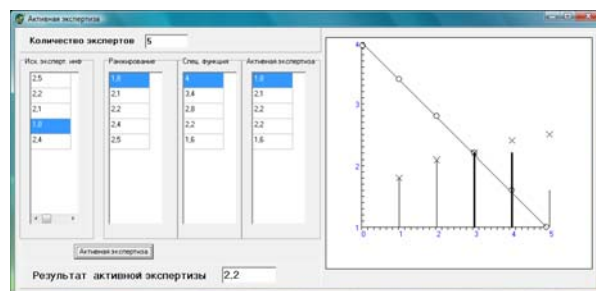 Активная экспертиза
Количество экспертов 5
Исх. эксперт. инф Ранжирование Спец. функция Активная экспертиза
2,5 1,8 4 1,8
2,2 2,1 3,4 2,1
2,1 2,2 2,8 2,2
1,8 2,4 2,2 2,2
2,4 2,5 1,6 1,6
Активная экспертиза
Результат активной экспертизы 2,2
4
3
2
1
0 1 2 3 4 5